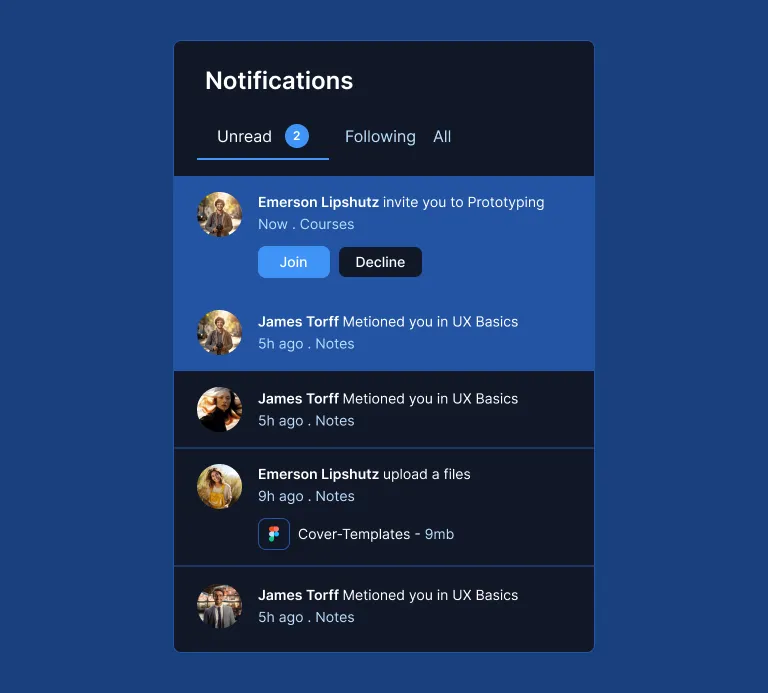 Notifications
Unread 2 Following All
Emerson Lipshutz invite you to Prototyping
Now . Courses
Join Decline
James Torff Metioned you in UX Basics
5h ago . Notes
James Torff Metioned you in UX Basics
5h ago . Notes
Emerson Lipshutz upload a files
9h ago . Notes
Cover-Templates - 9mb
James Torff Metioned you in UX Basics
5h ago . Notes